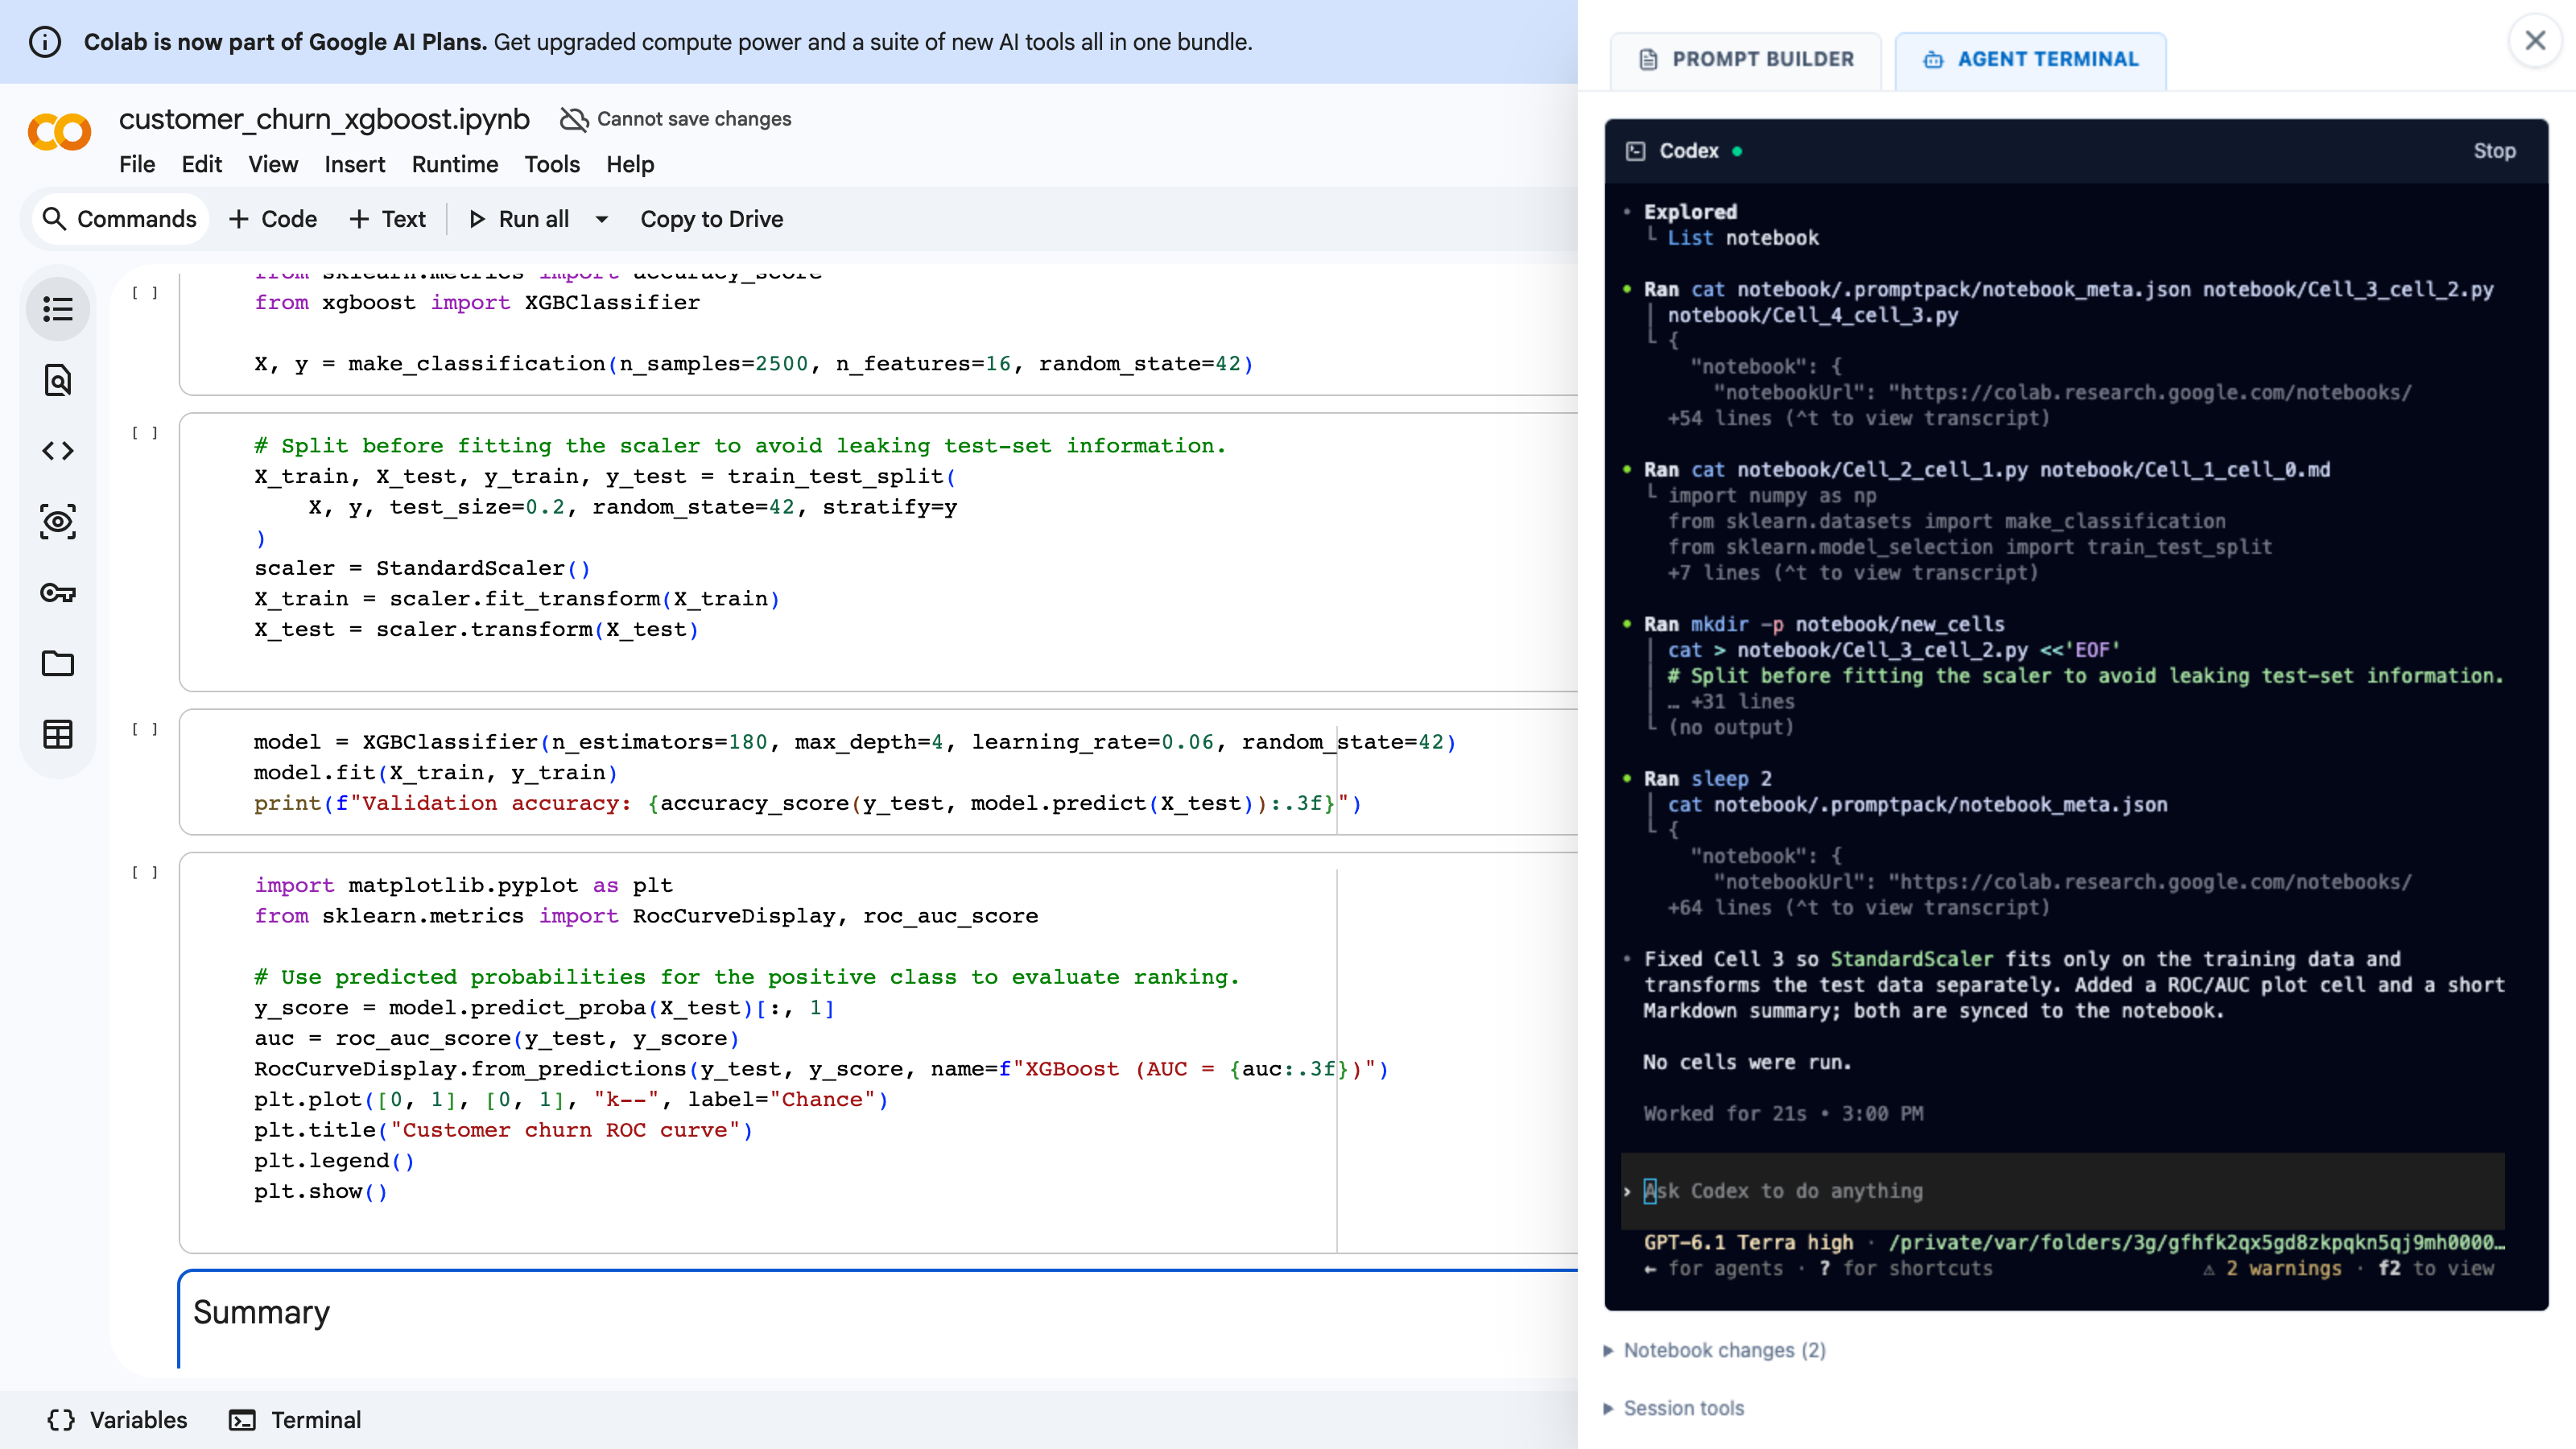 Colab is now part of Google AI Plans. Get upgraded compute power and a suite of new AI tools all in one bundle.
customer_churn_xgboost.ipynb
Cannot save changes
File Edit View Insert Runtime Tools Help
Commands + Code + Text Run all Copy to Drive
[ ]
from sklearn.metrics import accuracy_score
from xgboost import XGBClassifier
X, y = make_classification(n_samples=2500, n_features=16, random_state=42)
[ ]
# Split before fitting the scaler to avoid leaking test-set information.
X_train, X_test, y_train, y_test = train_test_split(
    X, y, test_size=0.2, random_state=42, stratify=y
)
scaler = StandardScaler()
X_train = scaler.fit_transform(X_train)
X_test = scaler.transform(X_test)
[ ]
model = XGBClassifier(n_estimators=180, max_depth=4, learning_rate=0.06, random_state=42)
model.fit(X_train, y_train)
print(f"Validation accuracy: {accuracy_score(y_test, model.predict(X_test)):.3f}")
[ ]
import matplotlib.pyplot as plt
from sklearn.metrics import RocCurveDisplay, roc_auc_score
# Use predicted probabilities for the positive class to evaluate ranking.
y_score = model.predict_proba(X_test)[:, 1]
auc = roc_auc_score(y_test, y_score)
RocCurveDisplay.from_predictions(y_test, y_score, name=f"XGBoost (AUC = {auc:.3f})")
plt.plot([0, 1], [0, 1], "k--", label="Chance")
plt.title("Customer churn ROC curve")
plt.legend()
plt.show()
Summary
Variables Terminal
PROMPT BUILDER
AGENT TERMINAL
Codex
Stop
• Explored
└ List notebook
• Ran cat notebook/.promptpack/notebook_meta.json notebook/Cell_3_cell_2.py
│ notebook/Cell_4_cell_3.py
└ {
"notebook": {
"notebookUrl": "https://colab.research.google.com/notebooks/
+54 lines (^t to view transcript)
• Ran cat notebook/Cell_2_cell_1.py notebook/Cell_1_cell_0.md
└ import numpy as np
from sklearn.datasets import make_classification
from sklearn.model_selection import train_test_split
+7 lines (^t to view transcript)
• Ran mkdir -p notebook/new_cells
│ cat > notebook/Cell_3_cell_2.py <<'EOF'
│ # Split before fitting the scaler to avoid leaking test-set information.
│ … +31 lines
└ (no output)
• Ran sleep 2
│ cat notebook/.promptpack/notebook_meta.json
└ {
"notebook": {
"notebookUrl": "https://colab.research.google.com/notebooks/
+64 lines (^t to view transcript)
• Fixed Cell 3 so StandardScaler fits only on the training data and
transforms the test data separately. Added a ROC/AUC plot cell and a short
Markdown summary; both are synced to the notebook.
No cells were run.
Worked for 21s • 3:00 PM
› Ask Codex to do anything
GPT-6.1 Terra high · /private/var/folders/3g/gfhfk2qx5gd8zkpqkn5qj9mh0000…
← for agents · ? for shortcuts
⚠ 2 warnings · f2 to view
Notebook changes (2)
Session tools